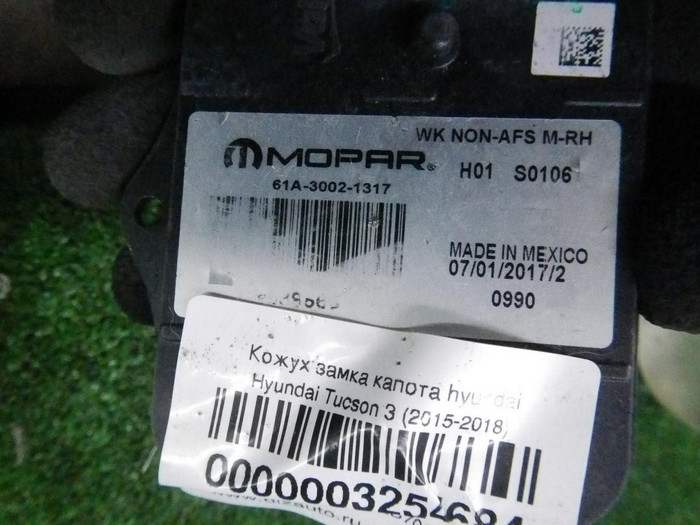 WK NON-AFS M-RH
MOPAR®
H01 S0106
61A-3002-1317
MADE IN MEXICO
07/01/2017/2
0990
Кожух замка капота hyundai
Hyundai Tucson 3 (2015-2018)